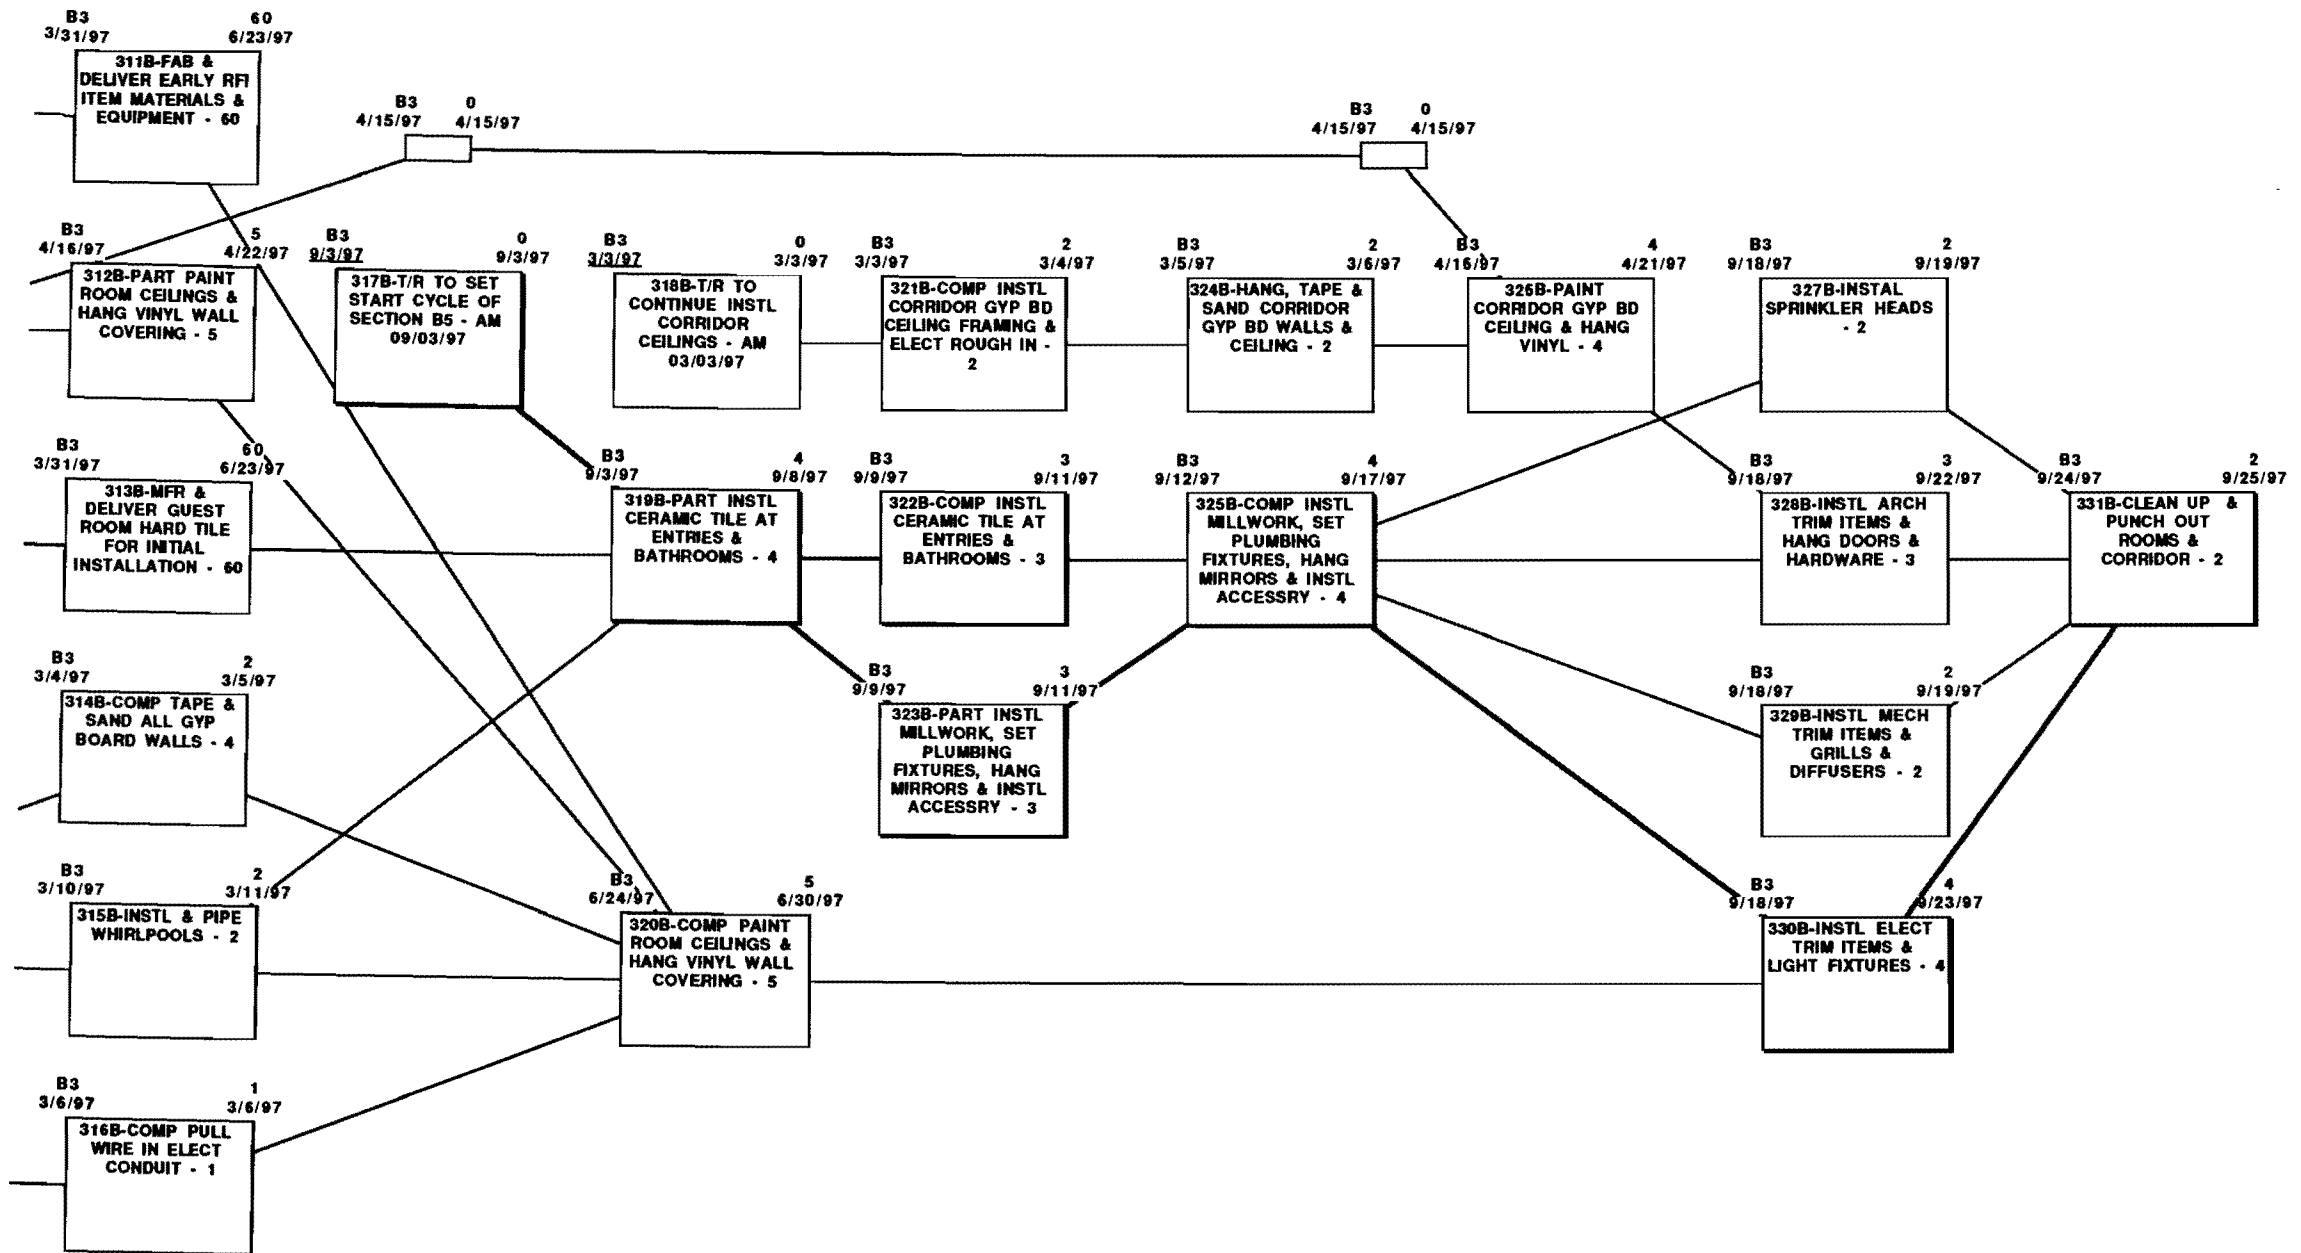 B3 60
3/31/97 6/23/97
311B-FAB &
DELIVER EARLY RFI
ITEM MATERIALS &
EQUIPMENT - 60
B3 0
4/15/97 4/15/97
B3 0
4/15/97 4/15/97
B3 5
4/16/97 4/22/97
312B-PART PAINT
ROOM CEILINGS &
HANG VINYL WALL
COVERING - 5
B3 0
9/3/97 9/3/97
317B-T/R TO SET
START CYCLE OF
SECTION B5 - AM
09/03/97
B3 0
3/3/97 3/3/97
318B-T/R TO
CONTINUE INSTL
CORRIDOR
CEILINGS - AM
03/03/97
B3 2
3/3/97 3/4/97
321B-COMP INSTL
CORRIDOR GYP BD
CEILING FRAMING &
ELECT ROUGH IN -
2
B3 2
3/5/97 3/6/97
324B-HANG, TAPE &
SAND CORRIDOR
GYP BD WALLS &
CEILING - 2
B3 4
4/16/97 4/21/97
326B-PAINT
CORRIDOR GYP BD
CEILING & HANG
VINYL - 4
B3 2
9/18/97 9/19/97
327B-INSTAL
SPRINKLER HEADS
- 2
B3 60
3/31/97 6/23/97
313B-MFR &
DELIVER GUEST
ROOM HARD TILE
FOR INITIAL
INSTALLATION - 60
B3 4
9/3/97 9/8/97
319B-PART INSTL
CERAMIC TILE AT
ENTRIES &
BATHROOMS - 4
B3 3
9/9/97 9/11/97
322B-COMP INSTL
CERAMIC TILE AT
ENTRIES &
BATHROOMS - 3
B3 4
9/12/97 9/17/97
325B-COMP INSTL
MILLWORK, SET
PLUMBING
FIXTURES, HANG
MIRRORS & INSTL
ACCESSRY - 4
B3 3
9/18/97 9/22/97
328B-INSTL ARCH
TRIM ITEMS &
HANG DOORS &
HARDWARE - 3
B3 2
9/24/97 9/25/97
331B-CLEAN UP &
PUNCH OUT
ROOMS &
CORRIDOR - 2
B3 2
3/4/97 3/5/97
314B-COMP TAPE &
SAND ALL GYP
BOARD WALLS - 4
B3 3
9/9/97 9/11/97
323B-PART INSTL
MILLWORK, SET
PLUMBING
FIXTURES, HANG
MIRRORS & INSTL
ACCESSRY - 3
B3 2
9/18/97 9/19/97
329B-INSTL MECH
TRIM ITEMS &
GRILLS &
DIFFUSERS - 2
B3 2
3/10/97 3/11/97
315B-INSTL & PIPE
WHIRLPOOLS - 2
B3 5
6/24/97 6/30/97
320B-COMP PAINT
ROOM CEILINGS &
HANG VINYL WALL
COVERING - 5
B3 4
9/18/97 9/23/97
330B-INSTL ELECT
TRIM ITEMS &
LIGHT FIXTURES - 4
B3 1
3/6/97 3/6/97
316B-COMP PULL
WIRE IN ELECT
CONDUIT - 1